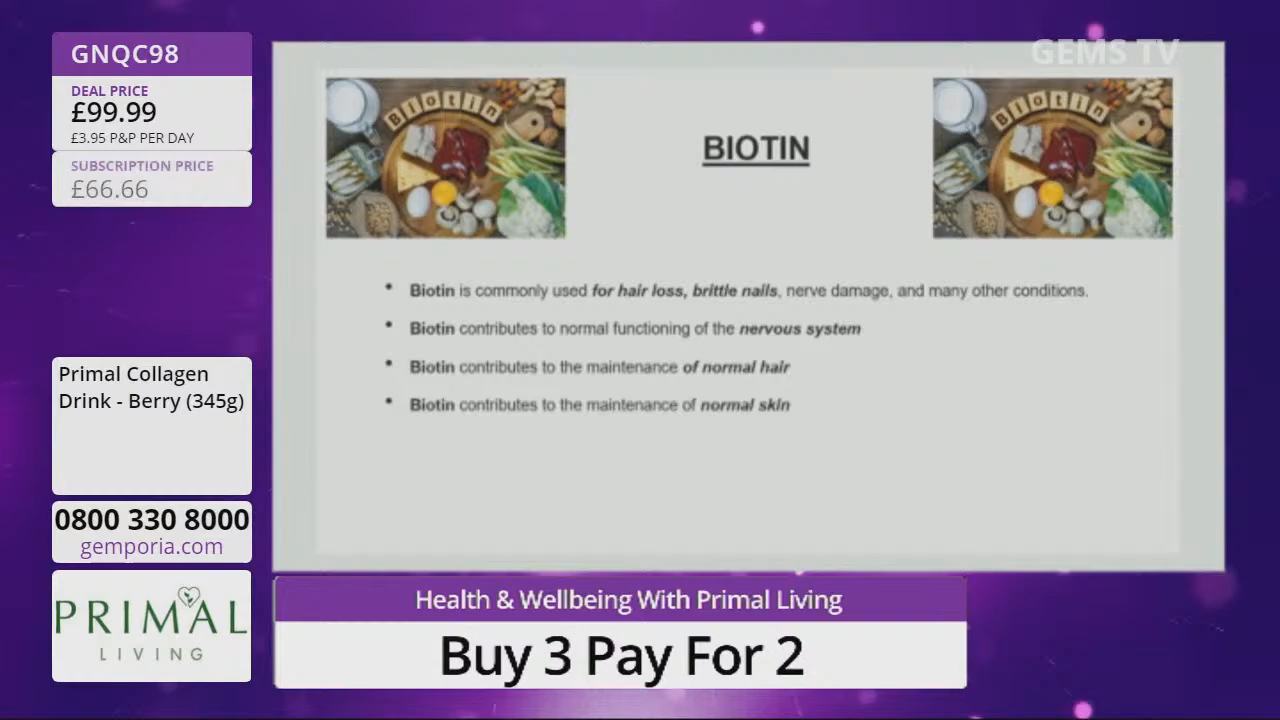 GNQC98
DEAL PRICE
£99.99
£3.95 P&P PER DAY
SUBSCRIPTION PRICE
£66.66
Primal Collagen
Drink - Berry (345g)
0800 330 8000
gemporia.com
PRIMAL
LIVING
GEMS TV
Biotin
Biotin
BIOTIN
• Biotin is commonly used for hair loss, brittle nails, nerve damage, and many other conditions.
• Biotin contributes to normal functioning of the nervous system
• Biotin contributes to the maintenance of normal hair
• Biotin contributes to the maintenance of normal skin
Health & Wellbeing With Primal Living
Buy 3 Pay For 2